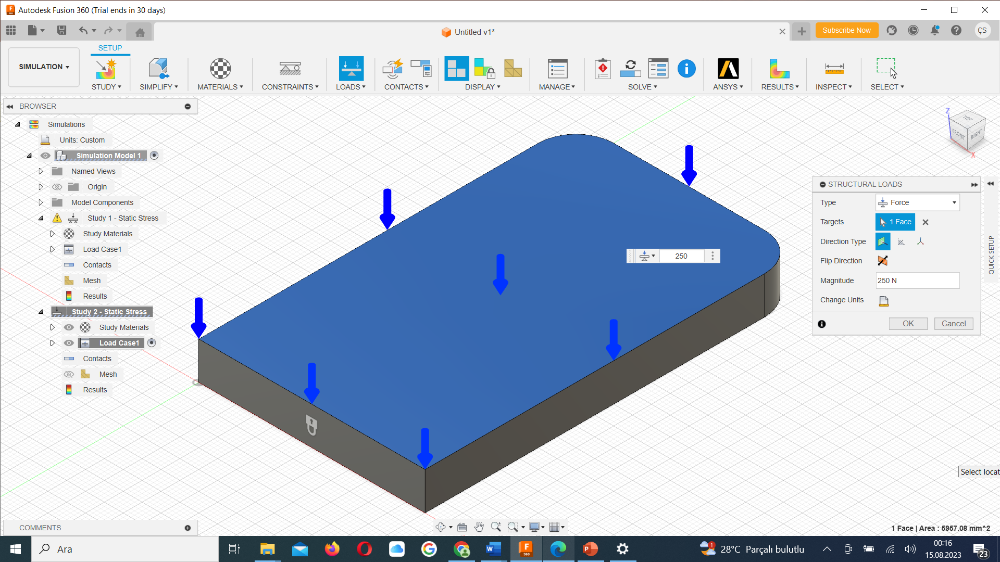 Autodesk Fusion 360 (Trial ends in 30 days)
Untitled v1*
Subscribe Now
ÇS
SIMULATION
SETUP
STUDY
SIMPLIFY
MATERIALS
CONSTRAINTS
LOADS
CONTACTS
DISPLAY
MANAGE
SOLVE
ANSYS
RESULTS
INSPECT
SELECT
BROWSER
Simulations
Units: Custom
Simulation Model 1
Named Views
Origin
Model Components
Study 1 - Static Stress
Study Materials
Load Case1
Contacts
Mesh
Results
Study 2 - Static Stress
Study Materials
Load Case1
Contacts
Mesh
Results
250
Z
TOP
FRONT
RIGHT
X
STRUCTURAL LOADS
Type
Force
Targets
1 Face
Direction Type
Flip Direction
Magnitude
250 N
Change Units
OK
Cancel
QUICK SETUP
Select locat
COMMENTS
1 Face | Area : 5957.08 mm^2
Ara
28°C Parçalı bulutlu
00:16
15.08.2023
23